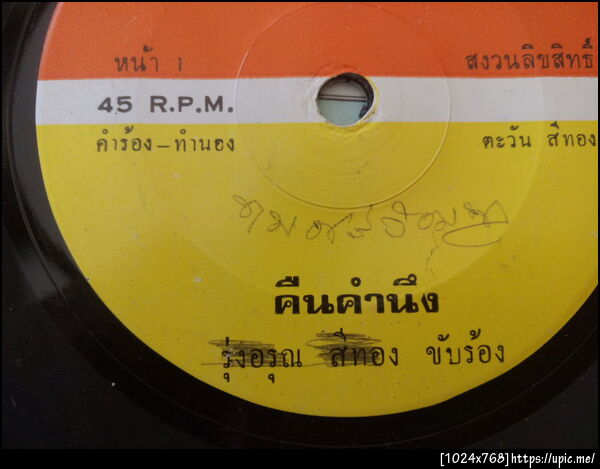 หน้า 1 สงวนลิขสิทธิ์
45 R.P.M.
คำร้อง-ทำนอง ตะวัน สีทอง
คืนคำนึง
รุ่งอรุณ สีทอง ขับร้อง
[1024x768]https://upic.me/